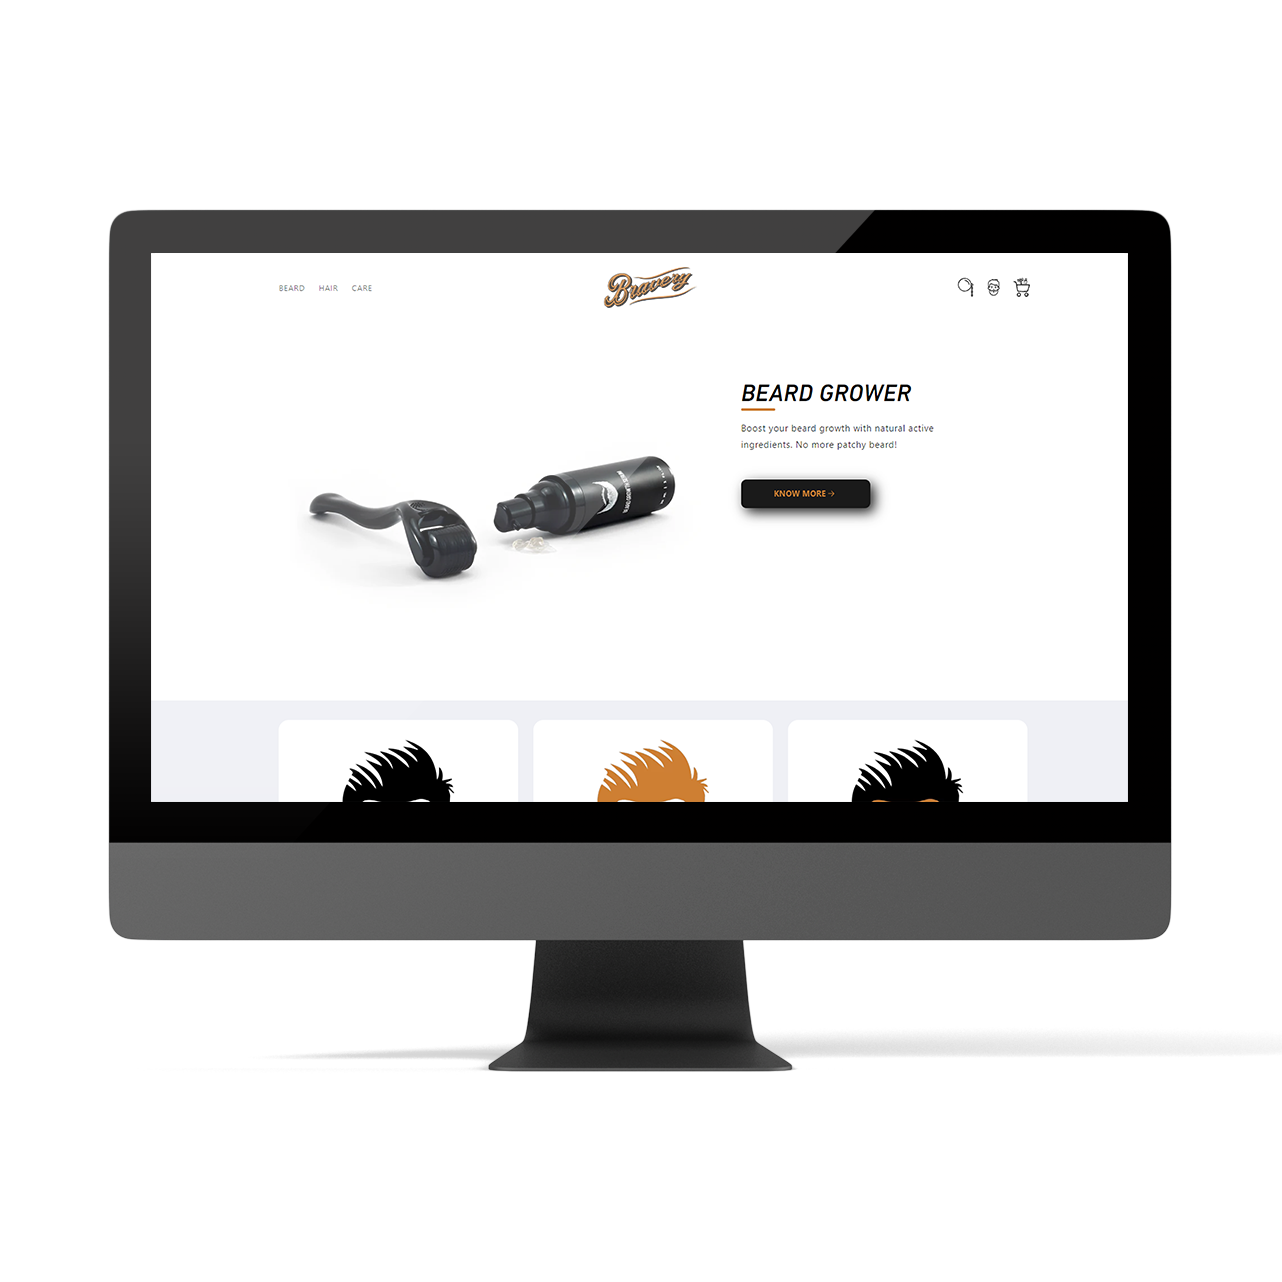 BEARD HAIR CARE
Bravery
BEARD GROWER
Boost your beard growth with natural active
ingredients. No more patchy beard!
KNOW MORE →